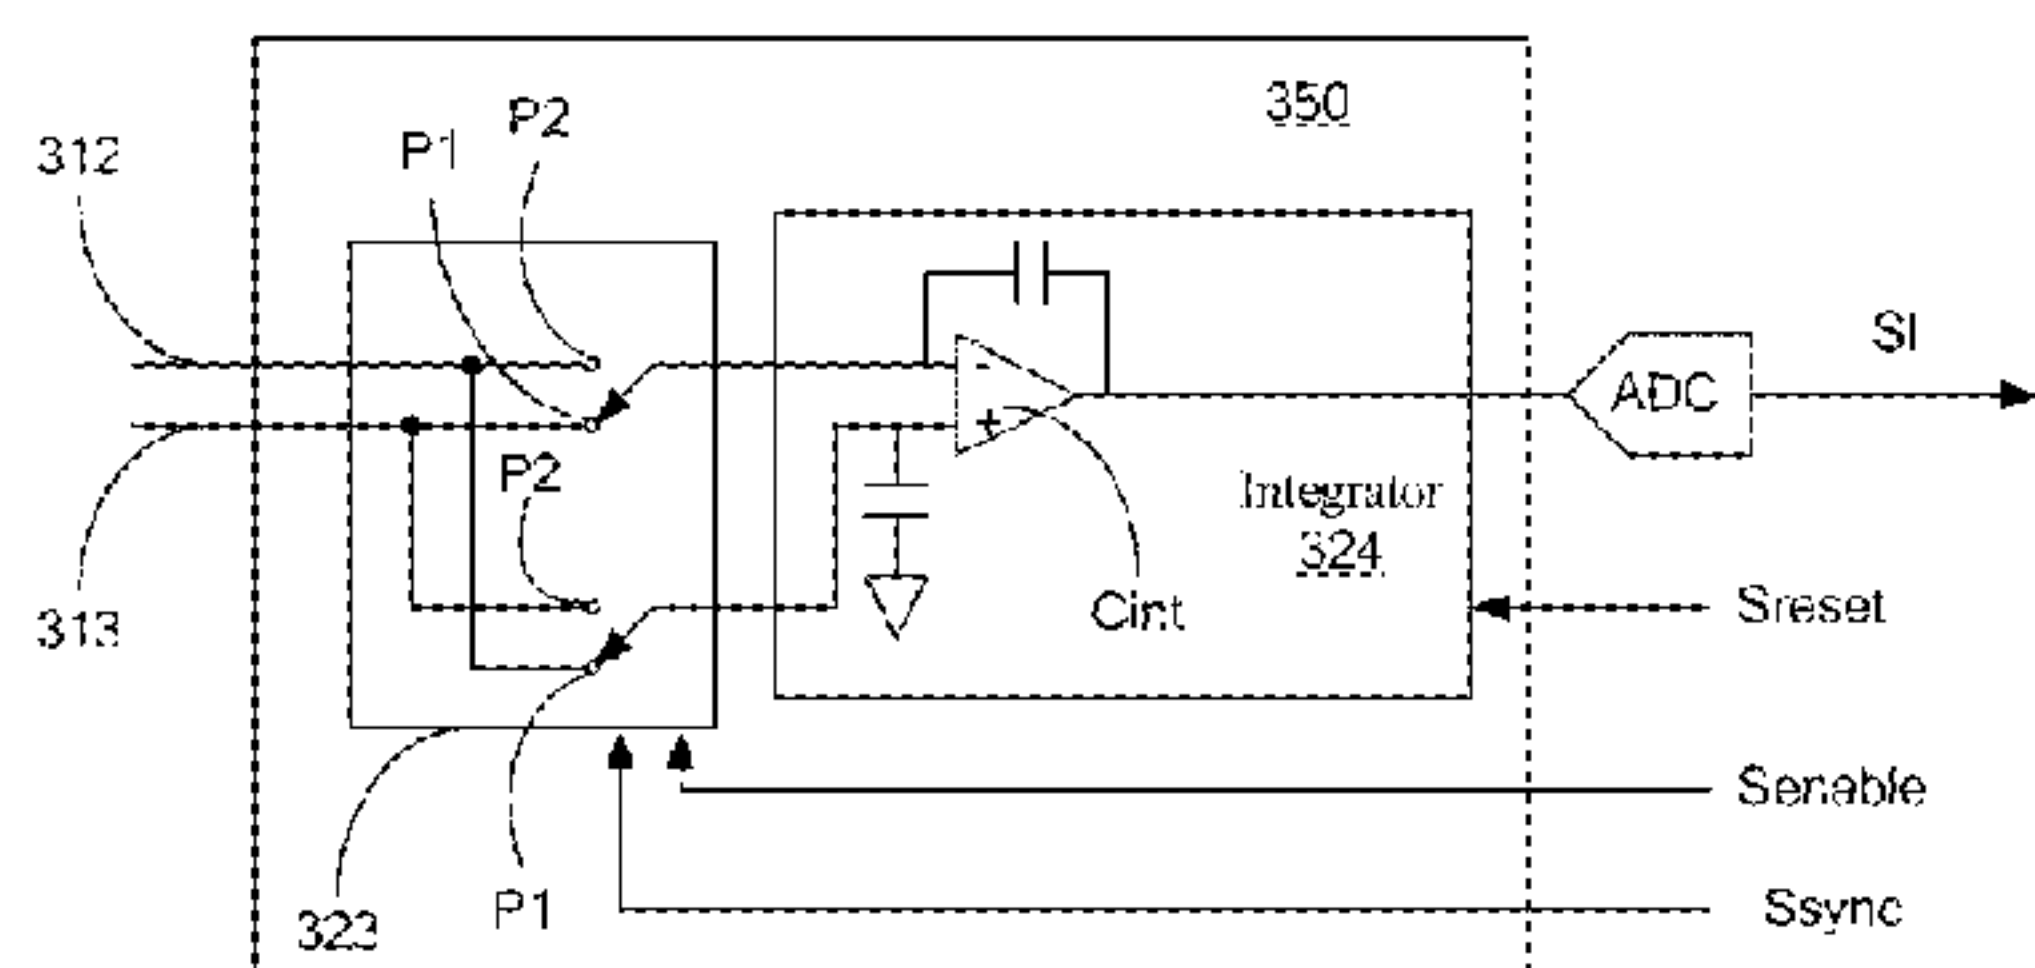 350
P2
P1
312
SI
ADC
-
+
P2
Integrator
324
313
Cint
Sreset
Senable
P1
Ssync
323